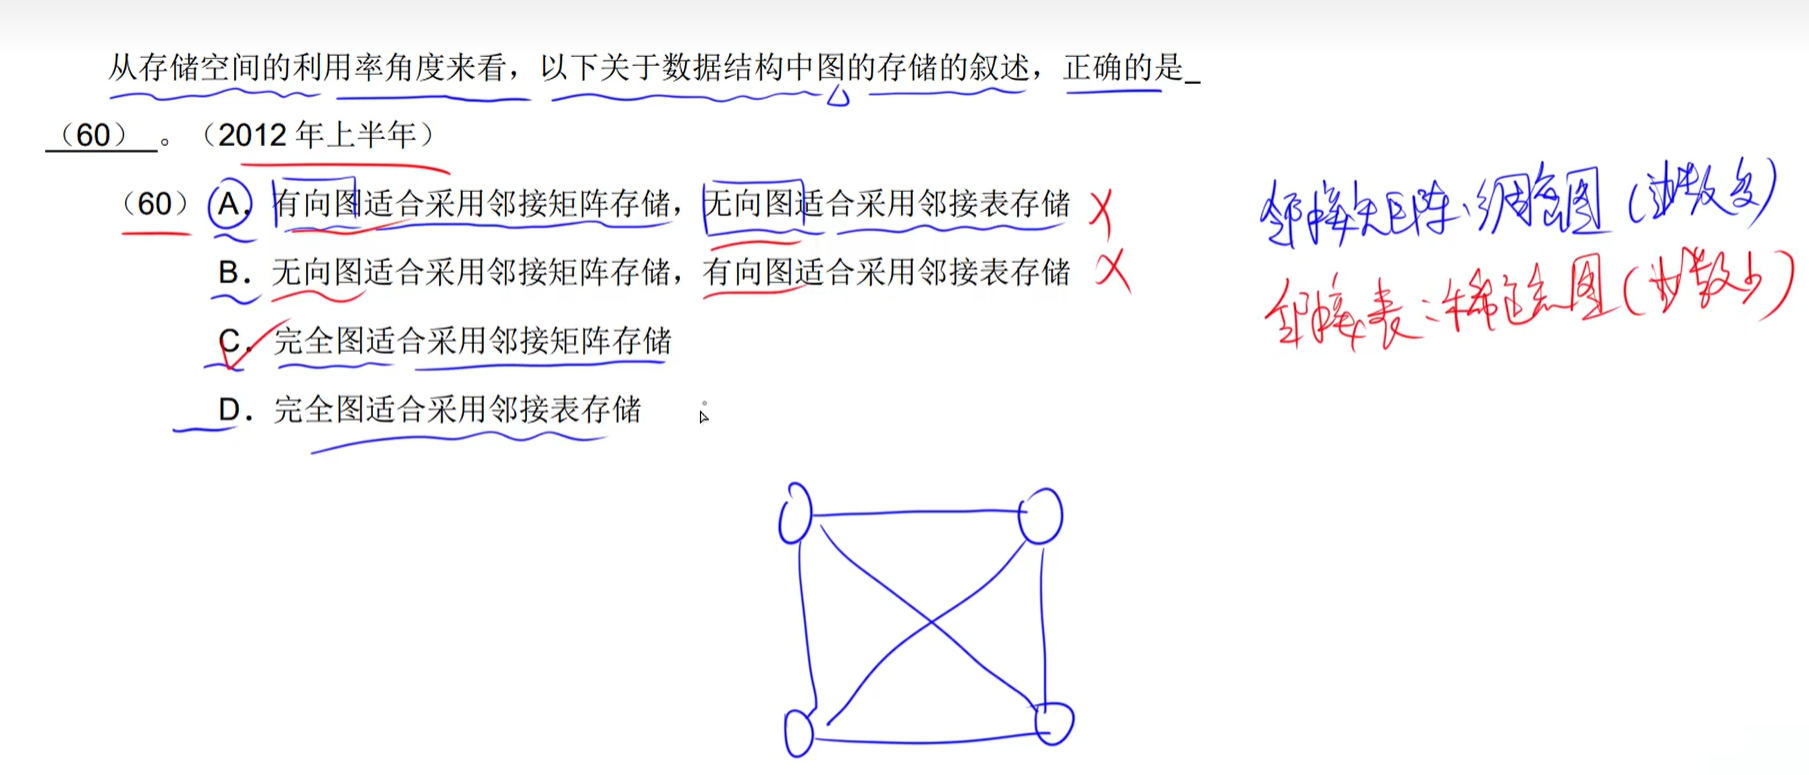 从存储空间的利用率角度来看，以下关于数据结构中图的存储的叙述，正确的是_
（60）。（2012年上半年）
（60）A．有向图适合采用邻接矩阵存储，无向图适合采用邻接表存储
B．无向图适合采用邻接矩阵存储，有向图适合采用邻接表存储
C．完全图适合采用邻接矩阵存储
D．完全图适合采用邻接表存储
邻接矩阵：稠密图（边数多）
邻接表：稀疏图（边数少）